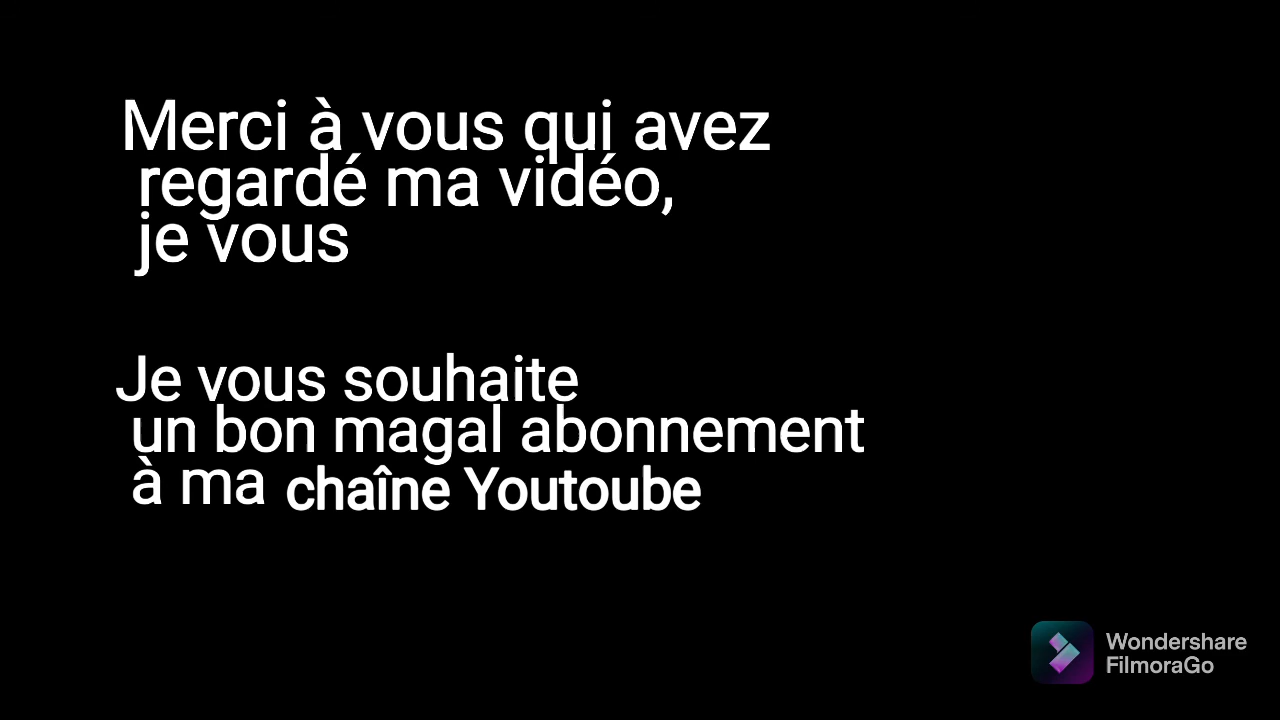 Merci à vous qui avez
regardé ma vidéo,
je vous
Je vous souhaite
un bon magal abonnement
à ma chaîne Youtoube
Wondershare
FilmoraGo